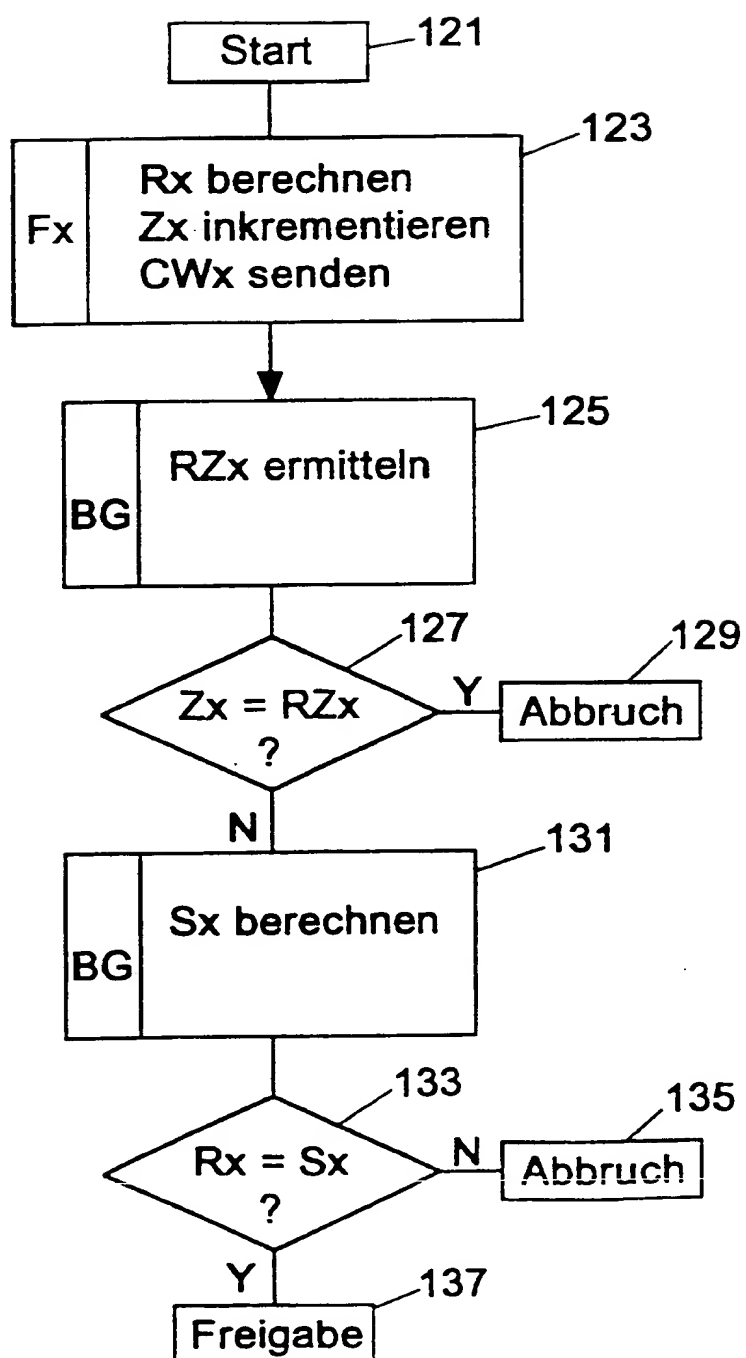 Start
121
123
Fx
Rx berechnen
Zx inkrementieren
CWx senden
125
BG
RZx ermitteln
127
Zx = RZx
?
Y
129
Abbruch
N
131
BG
Sx berechnen
133
Rx = Sx
?
N
135
Abbruch
Y
137
Freigabe